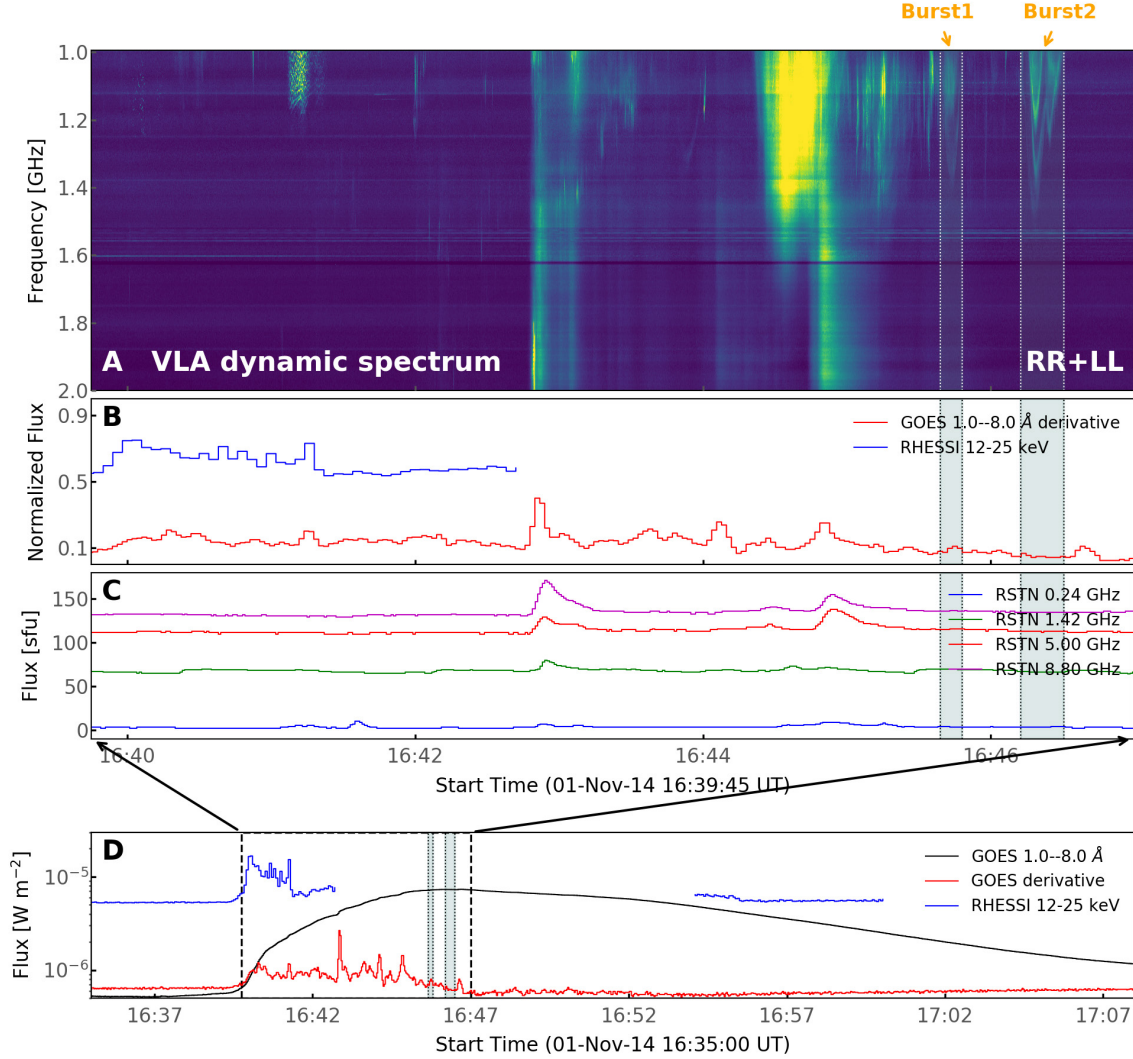 Burst1 Burst2
1.0
1.2
1.4
1.6
1.8
2.0
Frequency [GHz]
A VLA dynamic spectrum RR+LL
B
0.9
0.5
0.1
Normalized Flux
GOES 1.0--8.0 Å derivative
RHESSI 12-25 keV
C
150
100
50
0
Flux [sfu]
RSTN 0.24 GHz
RSTN 1.42 GHz
RSTN 5.00 GHz
RSTN 8.80 GHz
16:40 16:42 16:44 16:46
Start Time (01-Nov-14 16:39:45 UT)
D
10⁻⁵
10⁻⁶
Flux [W m⁻²]
GOES 1.0--8.0 Å
GOES derivative
RHESSI 12-25 keV
16:37 16:42 16:47 16:52 16:57 17:02 17:07
Start Time (01-Nov-14 16:35:00 UT)